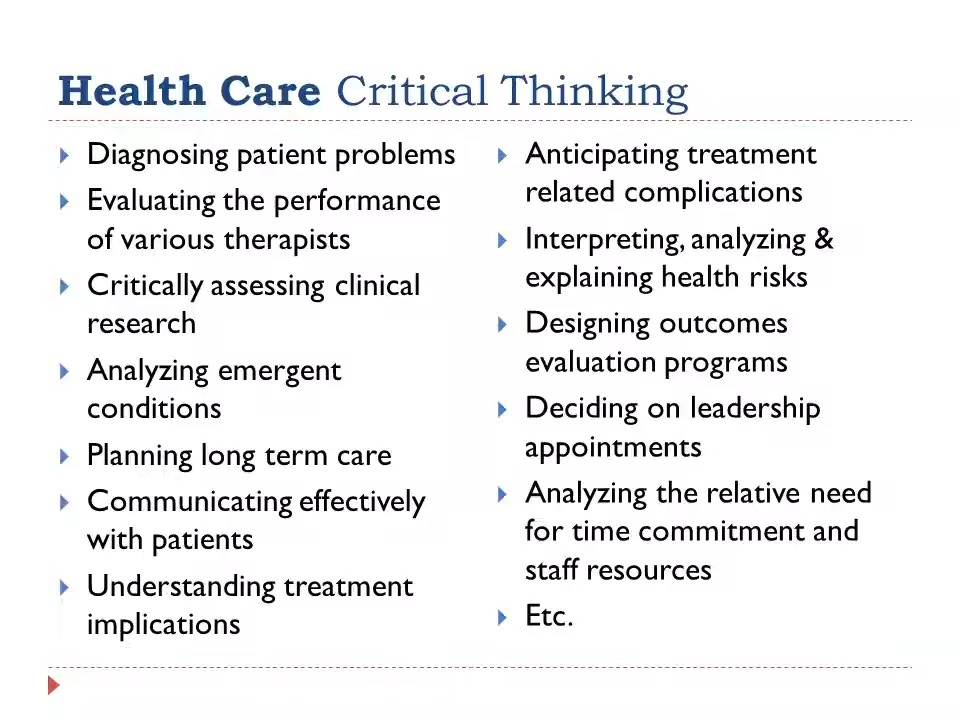 Health Care Critical Thinking
Diagnosing patient problems
Evaluating the performance
of various therapists
Critically assessing clinical
research
Analyzing emergent
conditions
Planning long term care
Communicating effectively
with patients
Understanding treatment
implications
Anticipating treatment
related complications
Interpreting, analyzing &
explaining health risks
Designing outcomes
evaluation programs
Deciding on leadership
appointments
Analyzing the relative need
for time commitment and
staff resources
Etc.